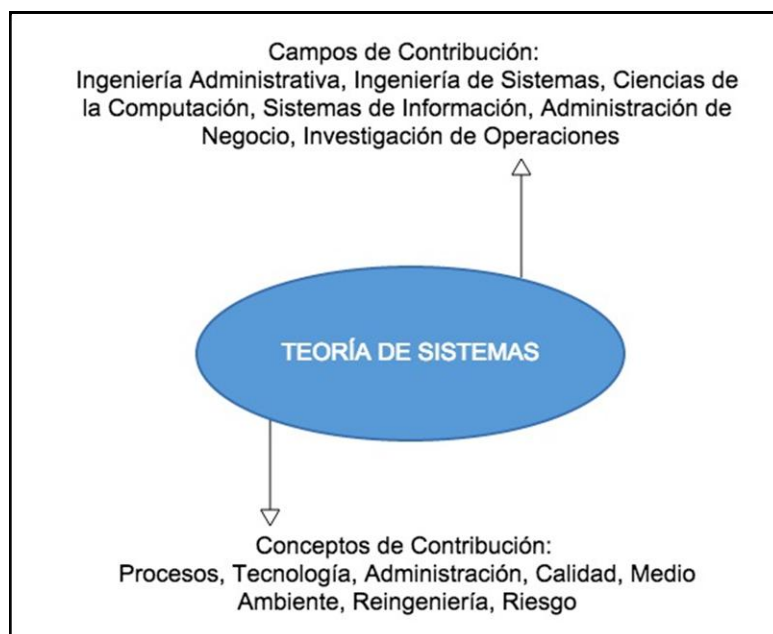 Campos de Contribución:
Ingeniería Administrativa, Ingeniería de Sistemas, Ciencias de
la Computación, Sistemas de Información, Administración de
Negocio, Investigación de Operaciones
TEORÍA DE SISTEMAS
Conceptos de Contribución:
Procesos, Tecnología, Administración, Calidad, Medio
Ambiente, Reingeniería, Riesgo